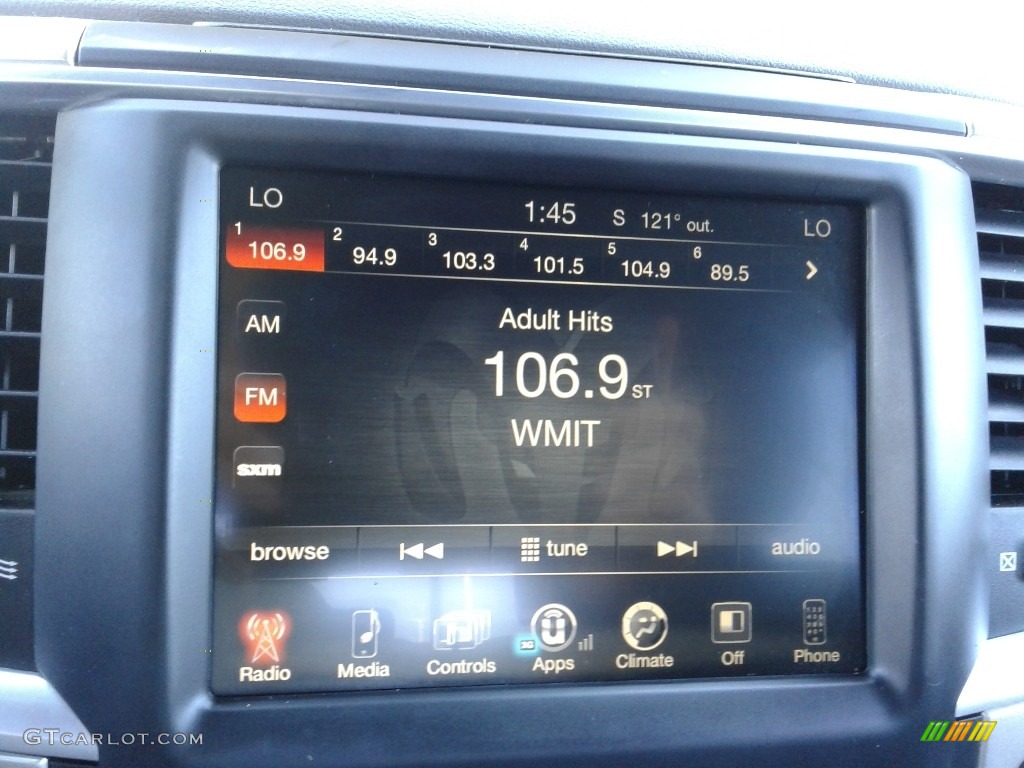 LO 1:45 S 121° out. LO
1 106.9 2 94.9 3 103.3 4 101.5 5 104.9 6 89.5
Adult Hits
AM
106.9 ST
FM
WMIT
sxm
browse tune audio
3G
Radio Media Controls Apps Climate Off Phone
GTCARLOT.COM